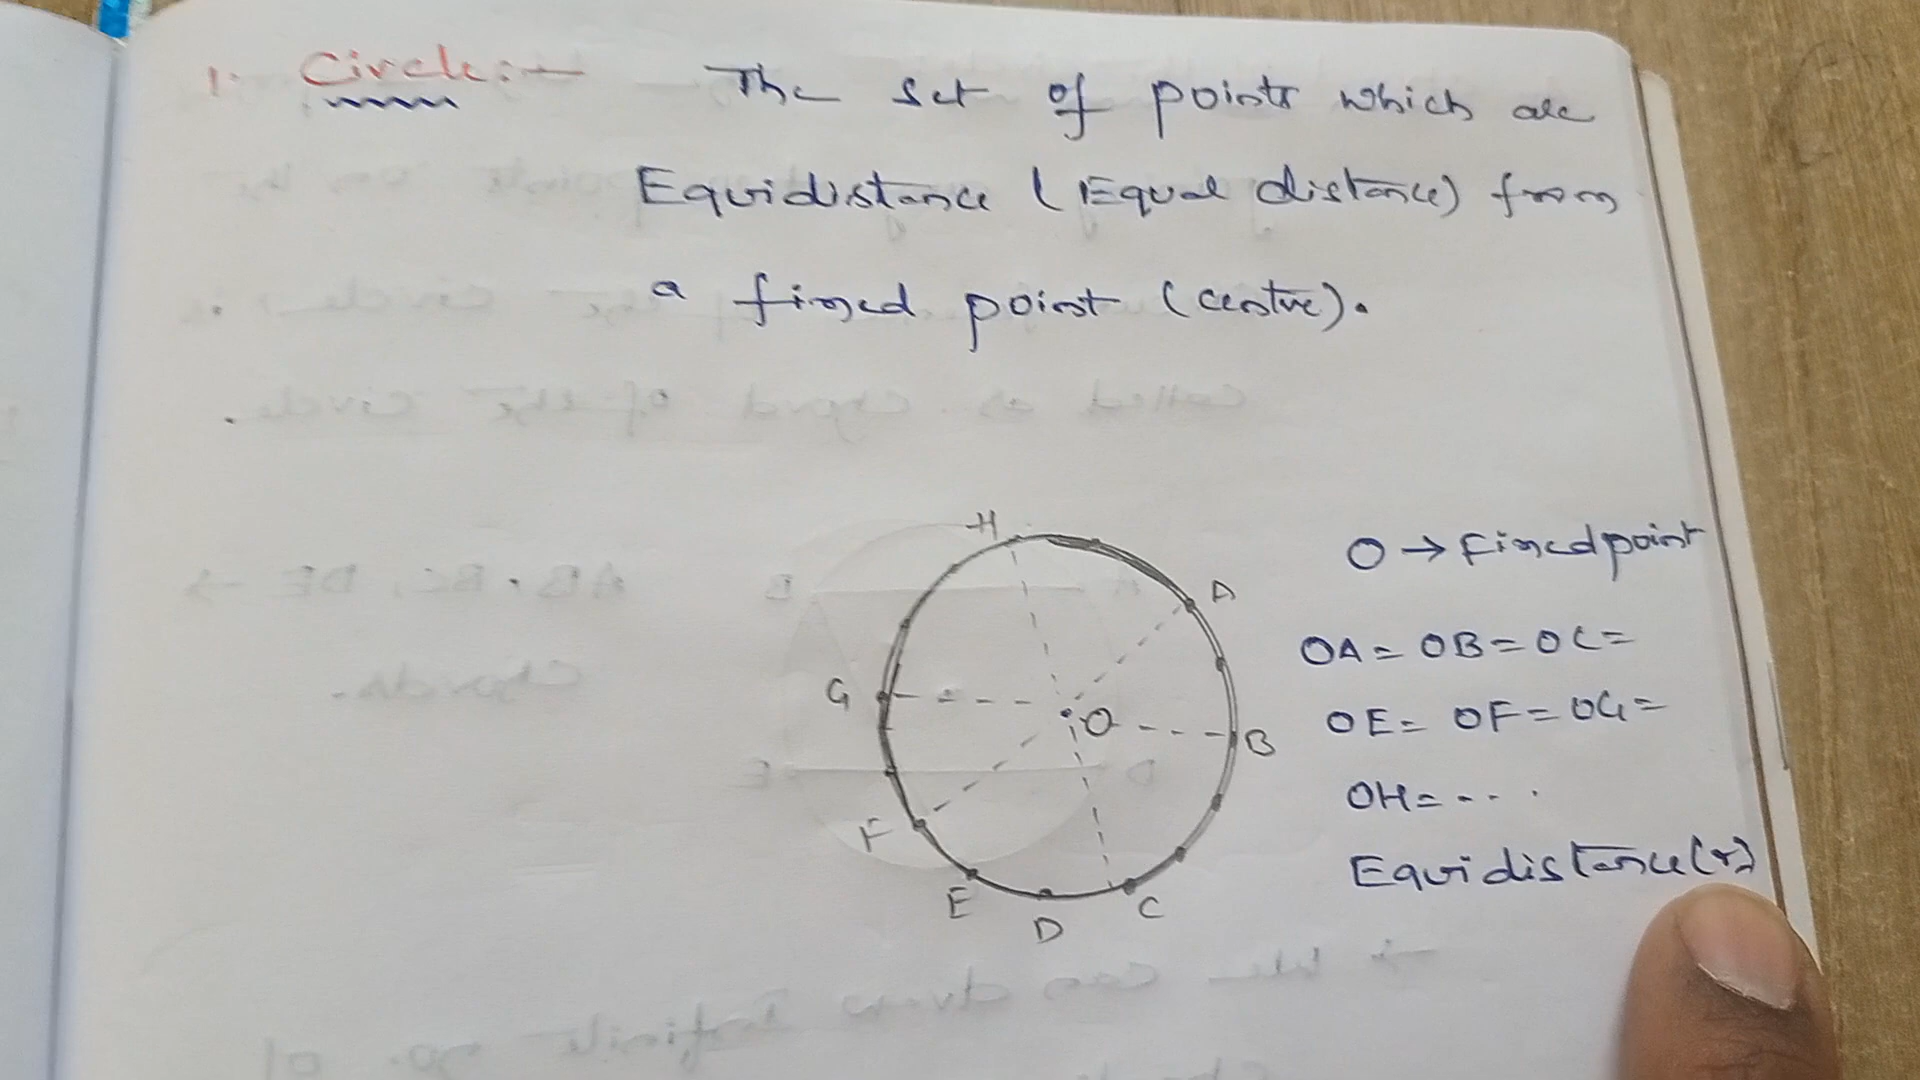 1. Circle:-
The set of points which are
Equidistance (Equal distance) from
a fixed point (centre).
H
A
G
O
B
F
E
D
C
O → Fixed point
OA = OB = OC =
OE = OF = OG =
OH = - - -
Equidistance (r)